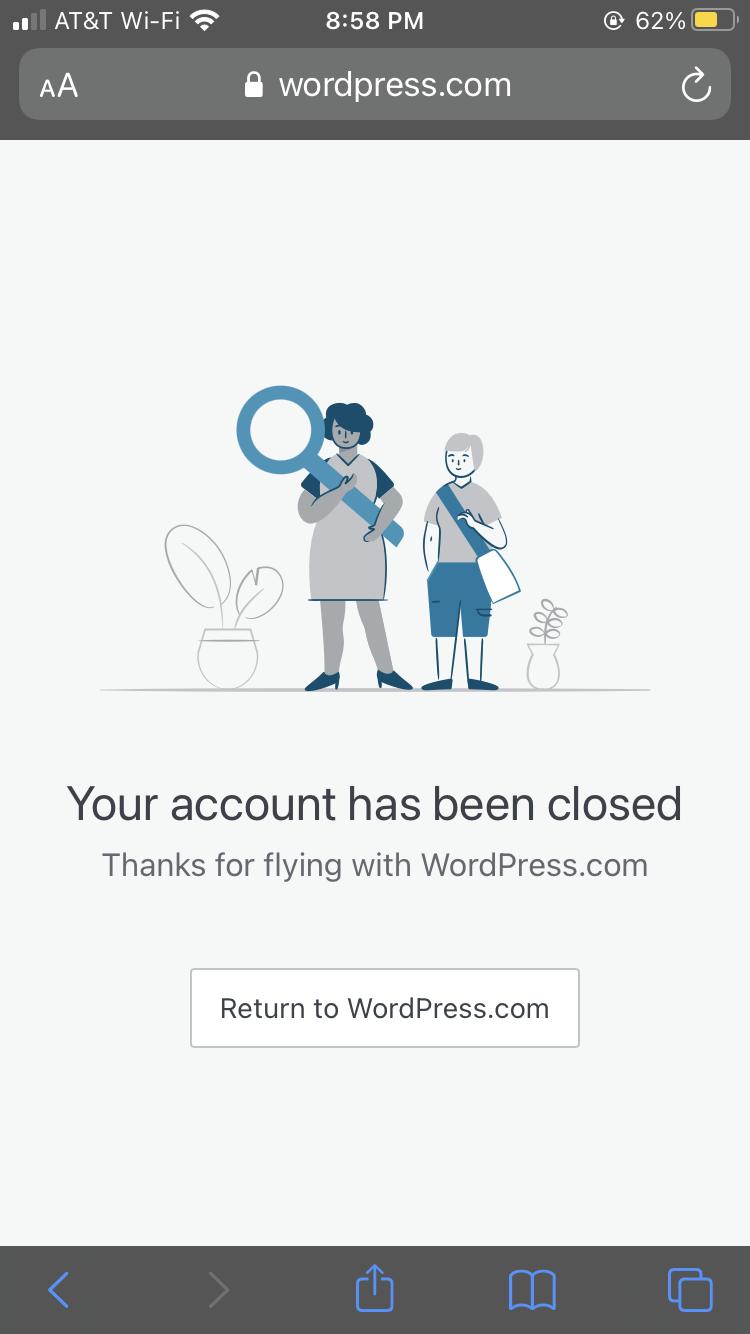 AT&T Wi-Fi 8:58 PM 62%
AA wordpress.com
Your account has been closed
Thanks for flying with WordPress.com
Return to WordPress.com